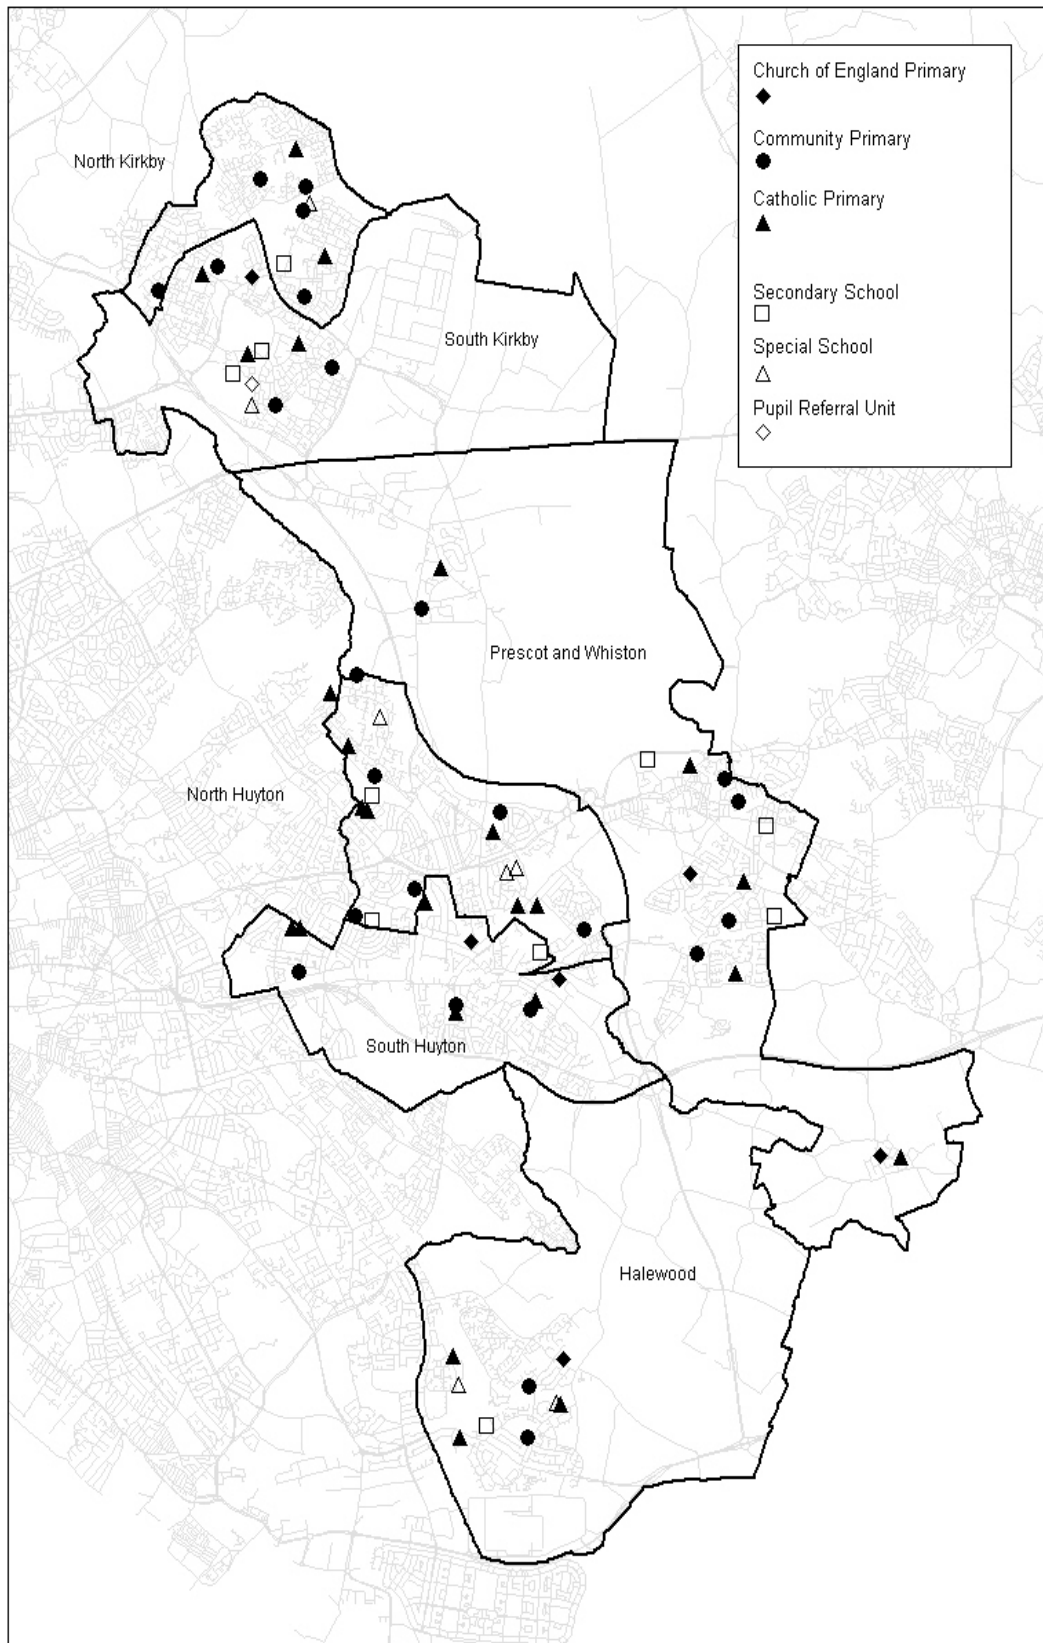 Church of England Primary
Community Primary
Catholic Primary
Secondary School
Special School
Pupil Referral Unit
North Kirkby
South Kirkby
Prescot and Whiston
North Huyton
South Huyton
Halewood